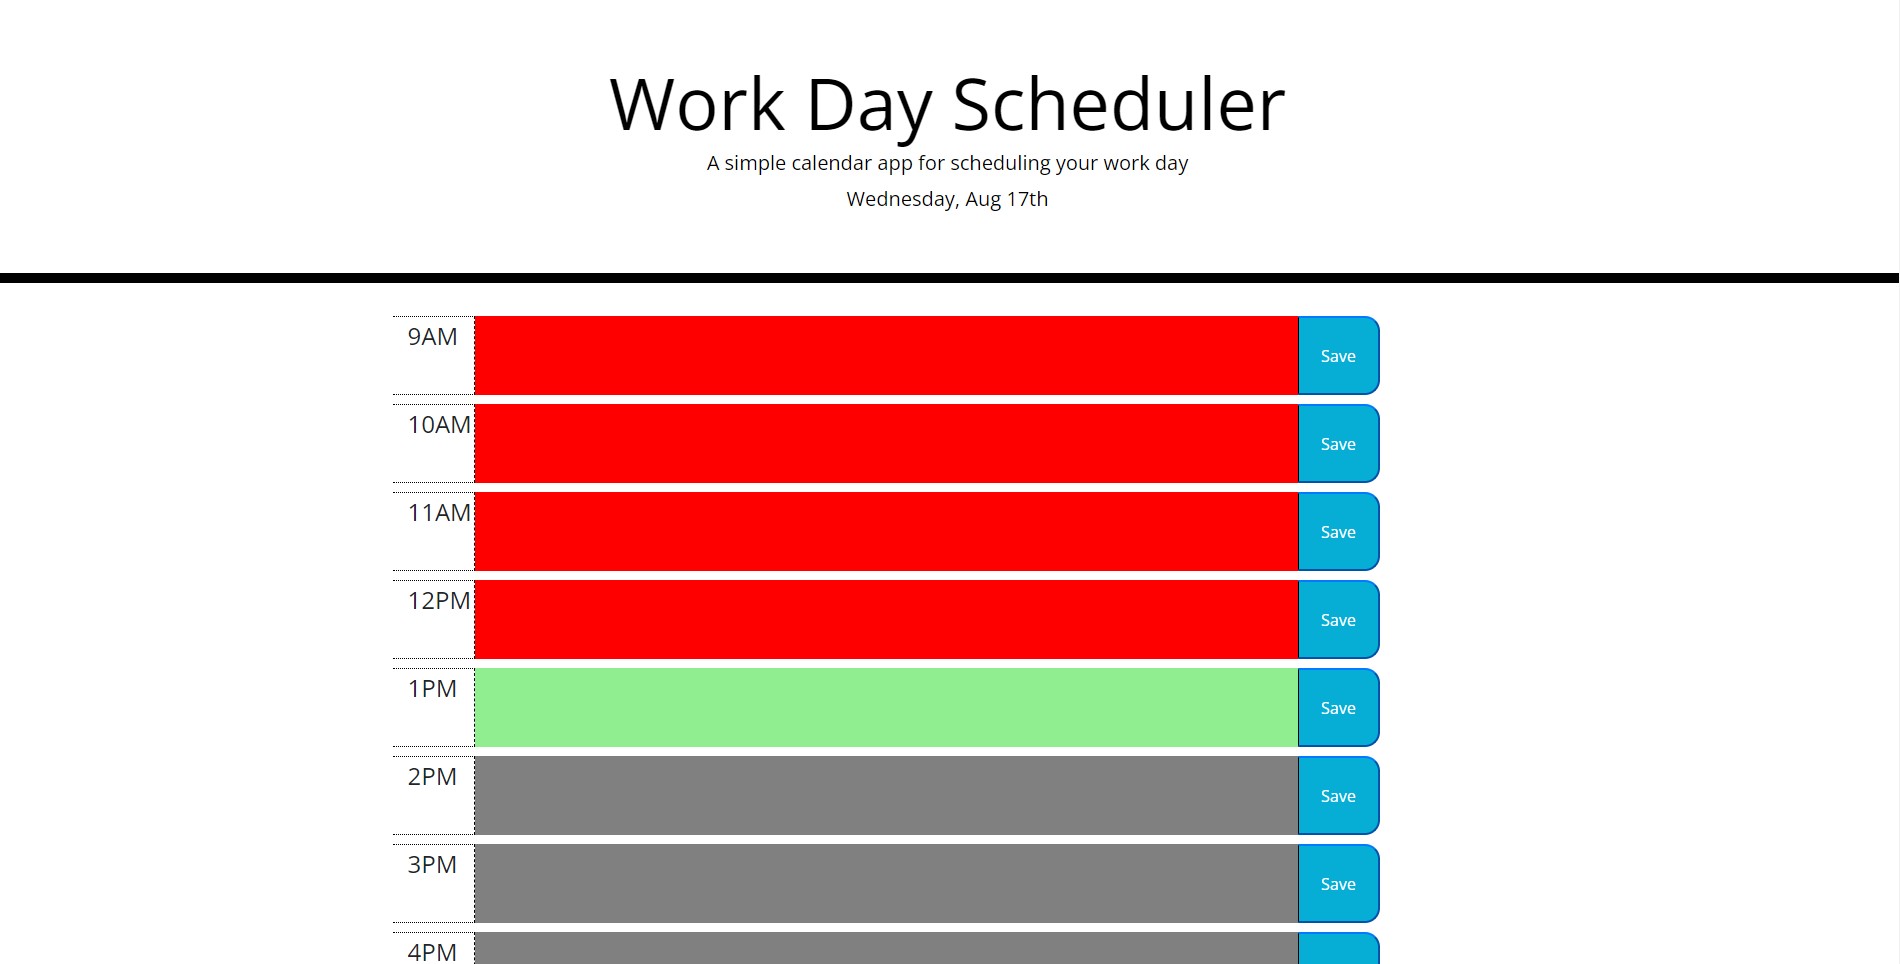 Work Day Scheduler
A simple calendar app for scheduling your work day
Wednesday, Aug 17th
9AM
Save
10AM
Save
11AM
Save
12PM
Save
1PM
Save
2PM
Save
3PM
Save
4PM